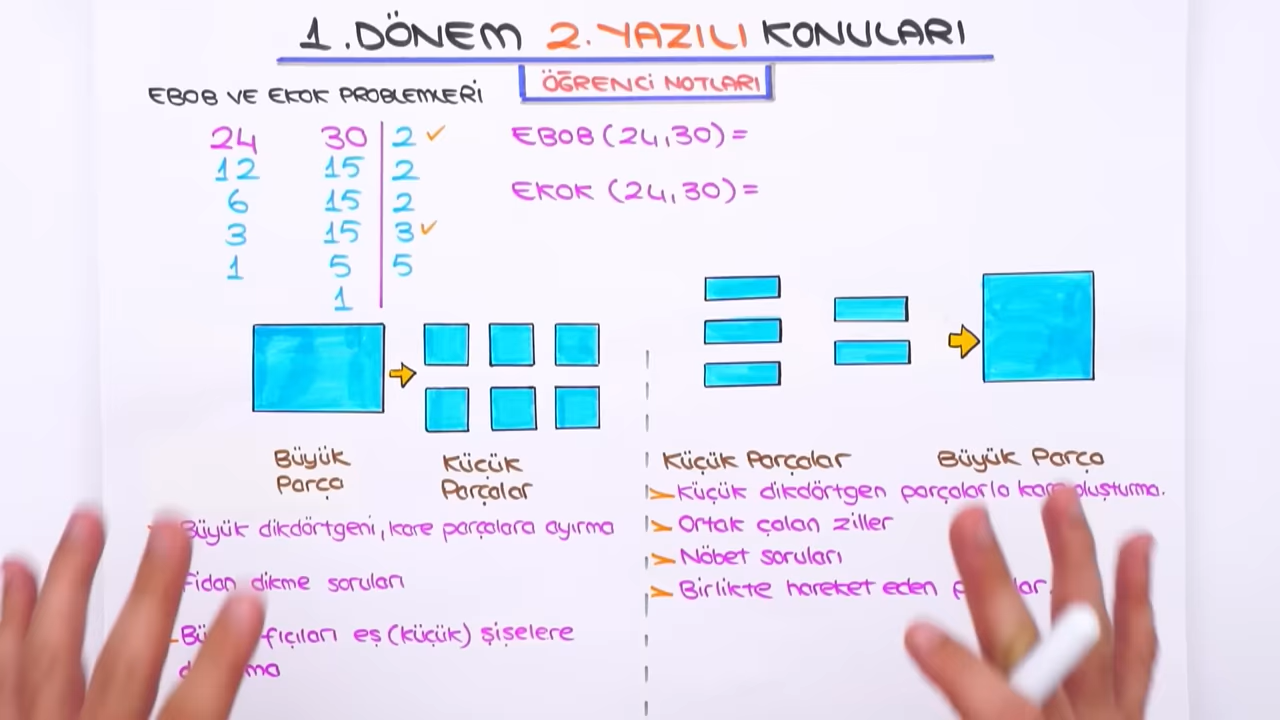 1. DÖNEM 2. YAZILI KONULARI
ÖĞRENCİ NOTLARI
EBOB VE EKOK PROBLEMLERİ
24 30 2 ✓
12 15 2
6 15 2
3 15 3 ✓
1 5 5
1
EBOB (24,30) =
EKOK (24,30) =
Büyük Parça
Küçük Parçalar
Büyük dikdörtgeni, kare parçalara ayırma
Fidan dikme soruları
fıçıları eş (küçük) şişelere
Küçük Parçalar
Büyük Parça
➤ Küçük dikdörtgen parçalarla kare oluşturma.
➤ Ortak çalan ziller
➤ Nöbet soruları
➤ Birlikte hareket eden